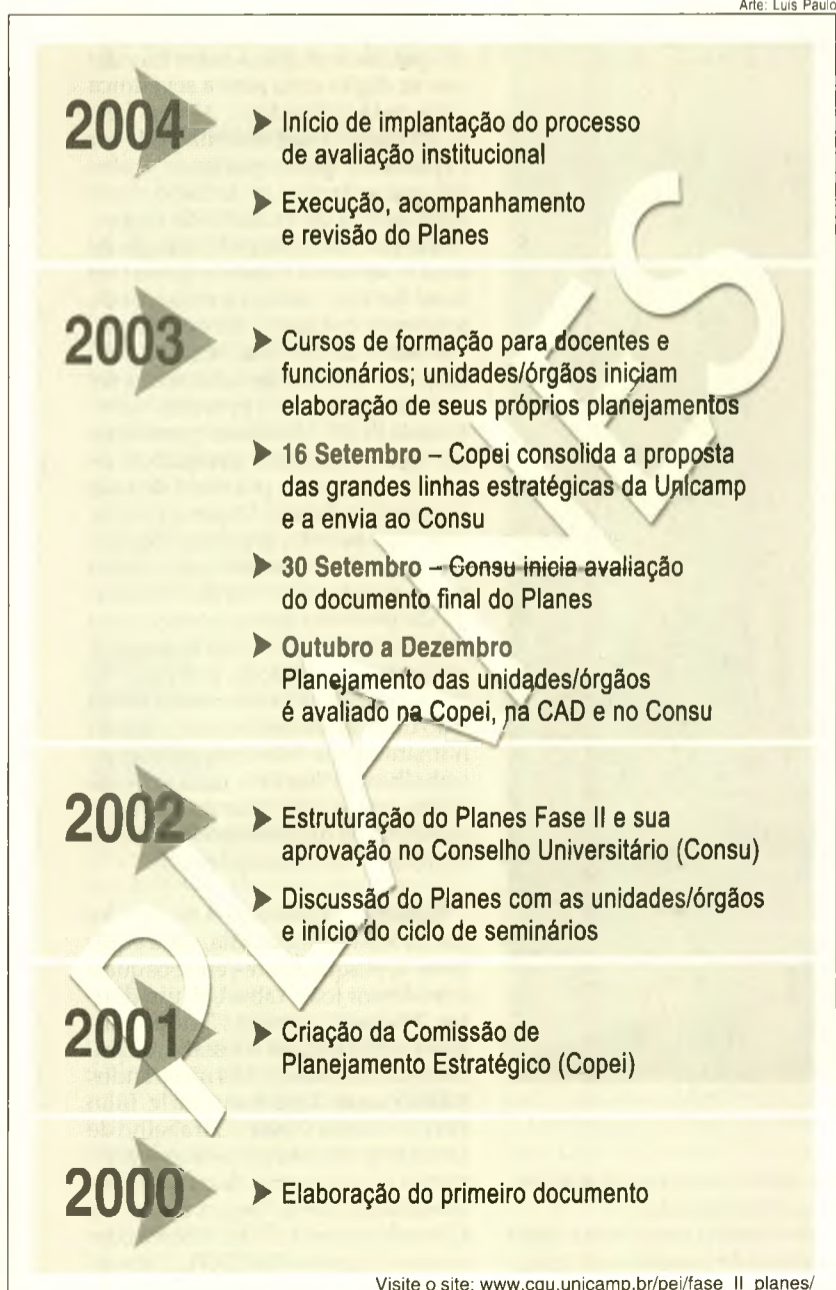 Arte: Luis Paulo
2004
Início de implantação do processo
de avaliação institucional
Execução, acompanhamento
e revisão do Planes
2003
Cursos de formação para docentes e
funcionários; unidades/órgãos iniciam
elaboração de seus próprios planejamentos
16 Setembro – Copei consolida a proposta
das grandes linhas estratégicas da Unicamp
e a envia ao Consu
30 Setembro – Consu inicia avaliação
do documento final do Planes
Outubro a Dezembro
Planejamento das unidades/órgãos
é avaliado na Copei, na CAD e no Consu
2002
Estruturação do Planes Fase II e sua
aprovação no Conselho Universitário (Consu)
Discussão do Planes com as unidades/órgãos
e início do ciclo de seminários
2001
Criação da Comissão de
Planejamento Estratégico (Copei)
2000
Elaboração do primeiro documento
PLANES
Visite o site: www.cgu.unicamp.br/pei/fase_II_planes/